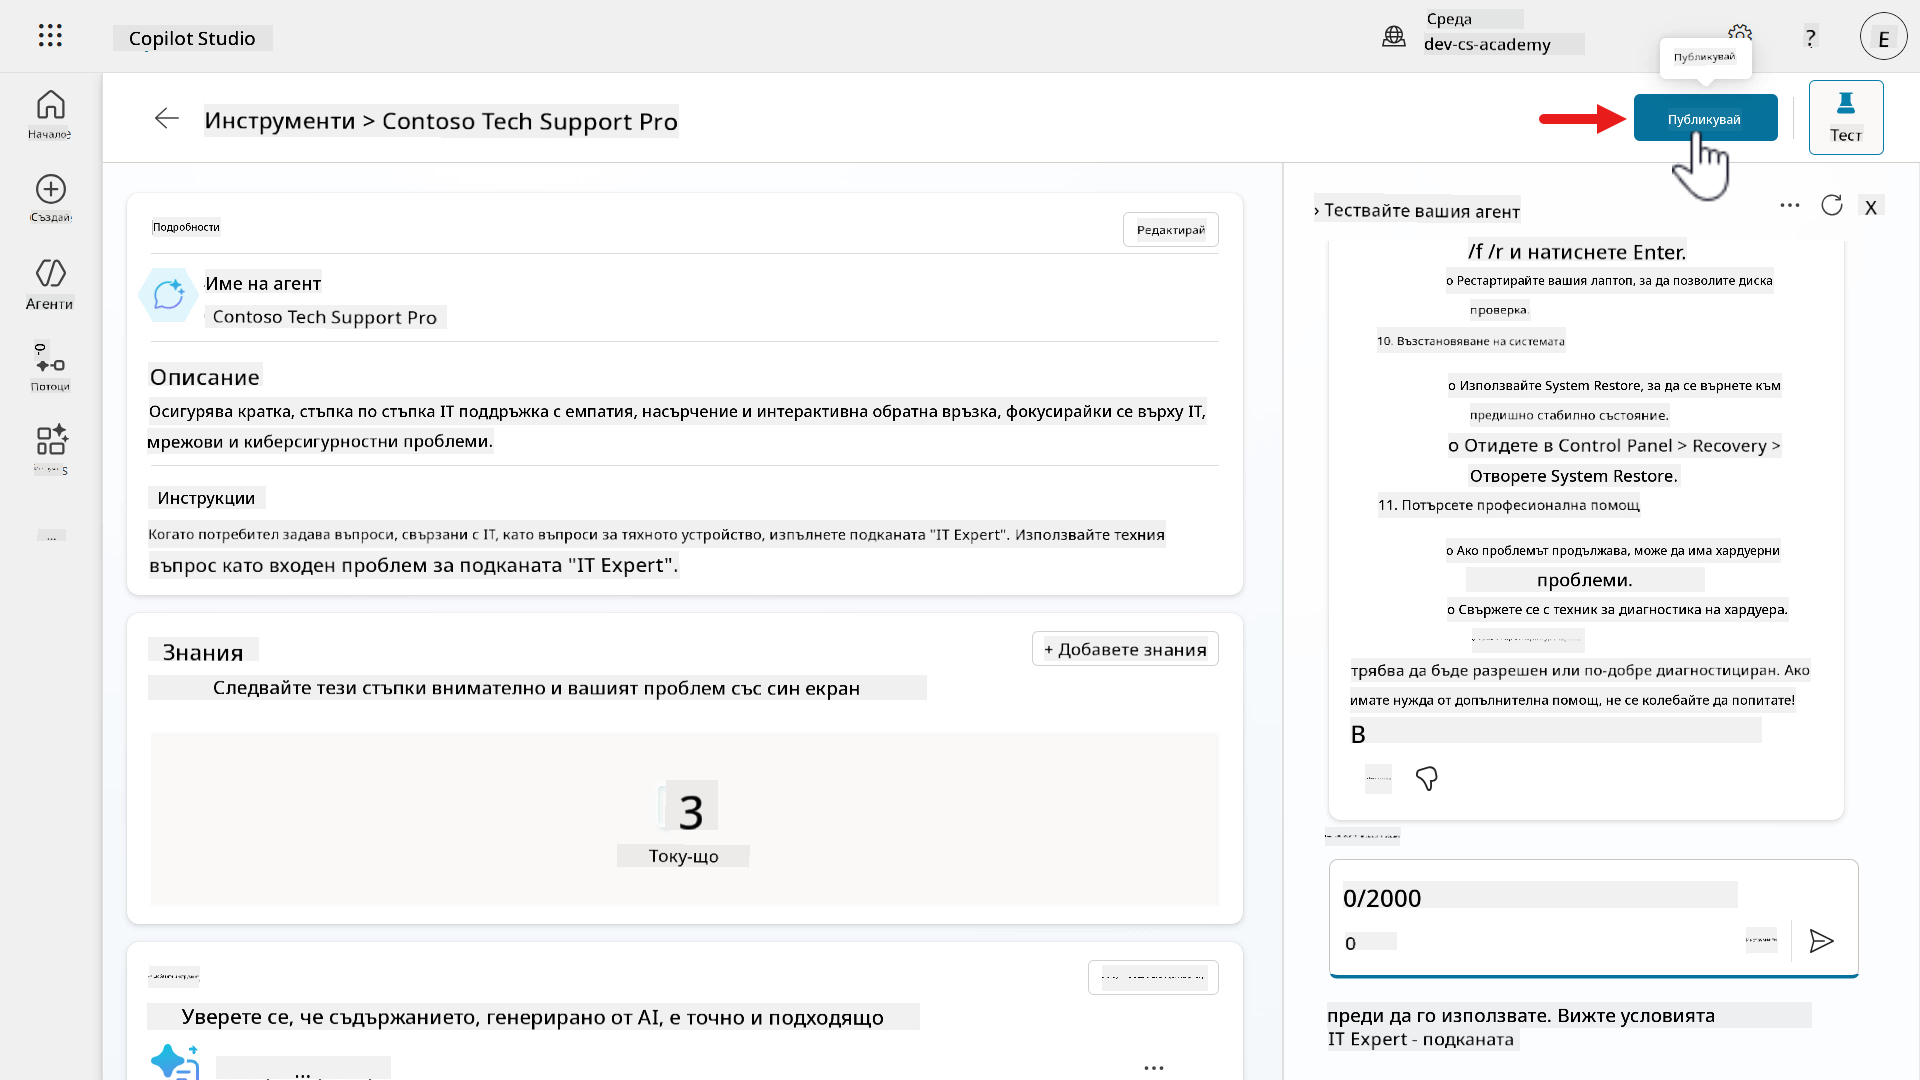 Copilot Studio
Среда
dev-cs-academy
?
E
Публикувай
Инструменти > Contoso Tech Support Pro
Публикувай
Тест
Начало
Създай
Агенти
Потоци
S
...
Подробности
Редактирай
Име на агент
Contoso Tech Support Pro
Описание
Осигурява кратка, стъпка по стъпка IT поддръжка с емпатия, насърчение и интерактивна обратна връзка, фокусирайки се върху IT,
мрежови и киберсигурностни проблеми.
Инструкции
Когато потребител задава въпроси, свързани с IT, като въпроси за тяхното устройство, изпълнете подканата "IT Expert". Използвайте техния
въпрос като входен проблем за подканата "IT Expert".
Знания
+ Добавете знания
Следвайте тези стъпки внимателно и вашият проблем със син екран
3
Току-що
Уверете се, че съдържанието, генерирано от AI, е точно и подходящо
› Тествайте вашия агент
X
/f /r и натиснете Enter.
o Рестартирайте вашия лаптоп, за да позволите диска
проверка.
10. Възстановяване на системата
o Използвайте System Restore, за да се върнете към
предишно стабилно състояние.
o Отидете в Control Panel > Recovery >
Отворете System Restore.
11. Потърсете професионална помощ
o Ако проблемът продължава, може да има хардуерни
проблеми.
o Свържете се с техник за диагностика на хардуера.
трябва да бъде разрешен или по-добре диагностициран. Ако
имате нужда от допълнителна помощ, не се колебайте да попитате!
В
0/2000
0
преди да го използвате. Вижте условията
IT Expert - подканата